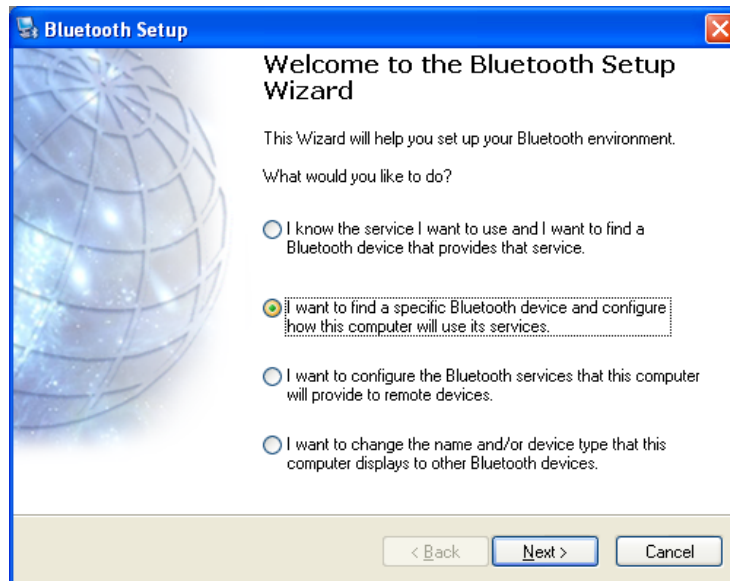 Bluetooth Setup
Welcome to the Bluetooth Setup
Wizard
This Wizard will help you set up your Bluetooth environment.
What would you like to do?
I know the service I want to use and I want to find a
Bluetooth device that provides that service.
I want to find a specific Bluetooth device and configure
how this computer will use its services.
I want to configure the Bluetooth services that this computer
will provide to remote devices.
I want to change the name and/or device type that this
computer displays to other Bluetooth devices.
< Back Next > Cancel